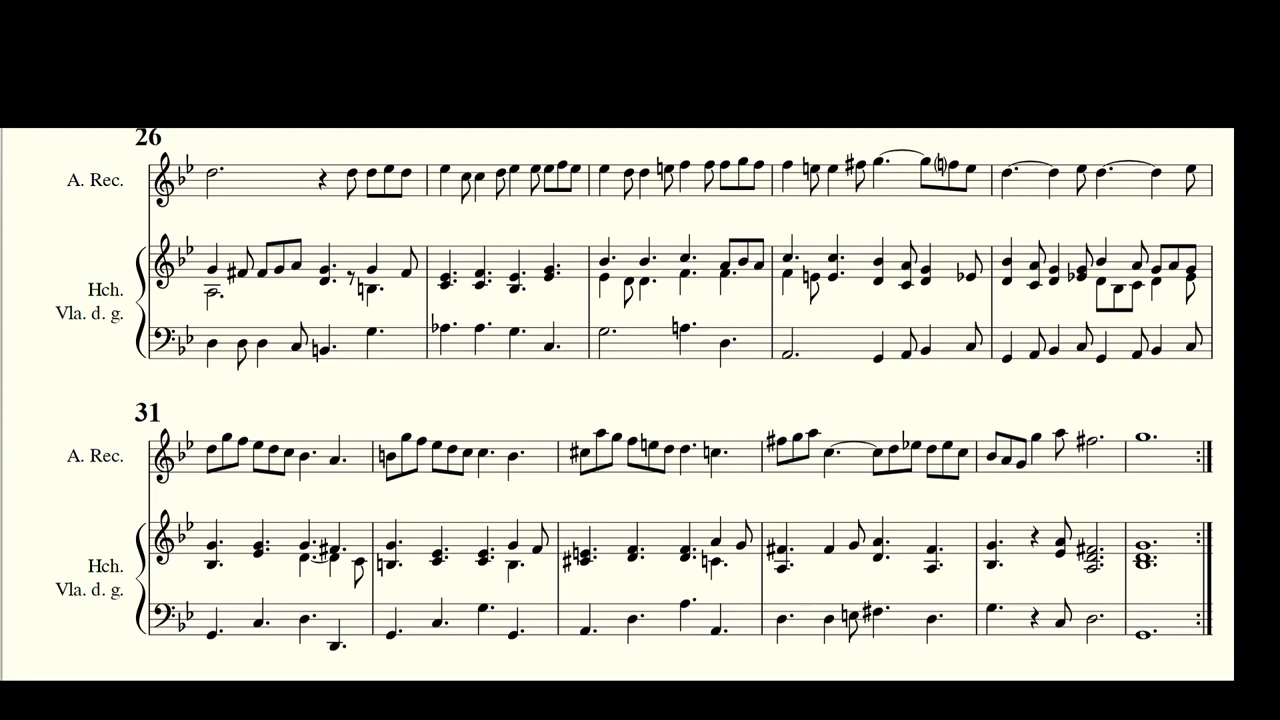 26
A. Rec.
Hch.
Vla. d. g.
31
A. Rec.
Hch.
Vla. d. g.